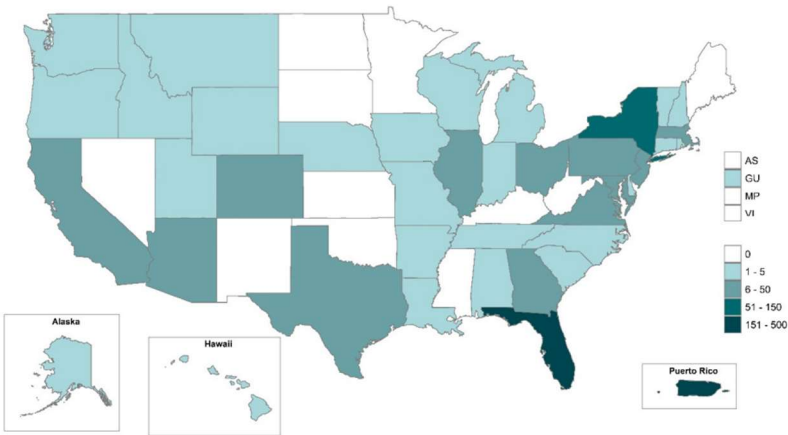 AS
GU
MP
VI
0
1 - 5
6 - 50
51 - 150
151 - 500
Alaska
Hawaii
Puerto Rico